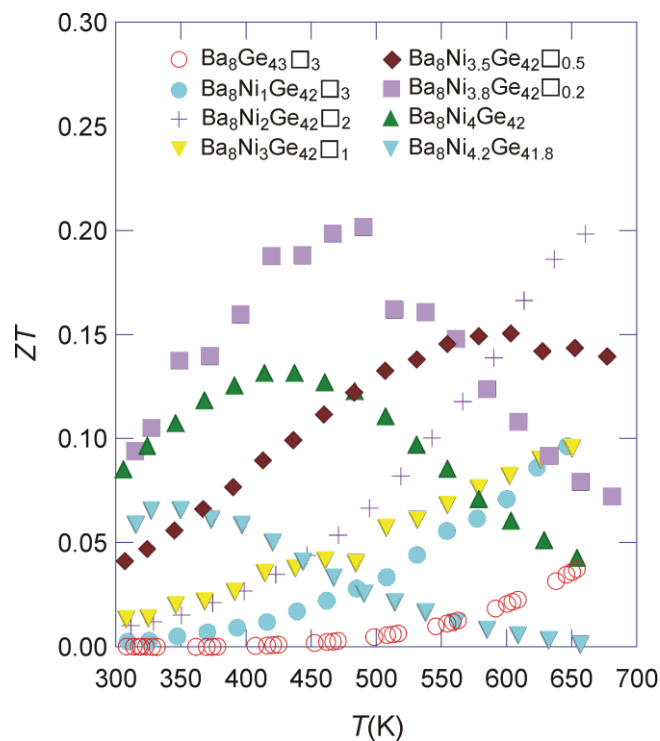 0.30
0.25
0.20
0.15
0.10
0.05
0.00
ZT
Ba₈Ge₄₃□₃
Ba₈Ni₁Ge₄₂□₃
Ba₈Ni₂Ge₄₂□₂
Ba₈Ni₃Ge₄₂□₁
Ba₈Ni₃.₅Ge₄₂□₀.₅
Ba₈Ni₃.₈Ge₄₂□₀.₂
Ba₈Ni₄Ge₄₂
Ba₈Ni₄.₂Ge₄₁.₈
300 350 400 450 500 550 600 650 700
T(K)